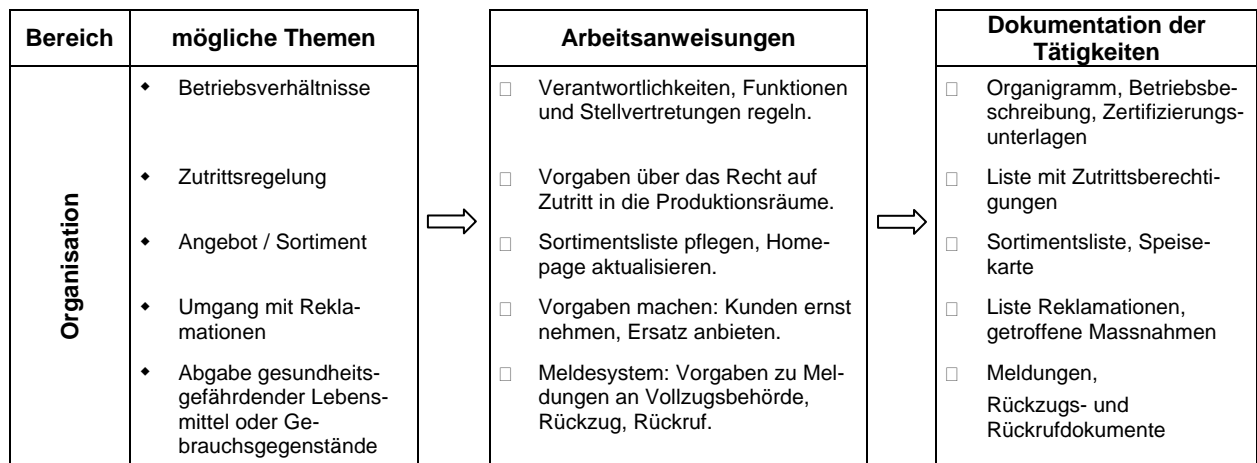 Bereich
mögliche Themen
Arbeitsanweisungen
Dokumentation der
Tätigkeiten
Organisation
Betriebsverhältnisse
Verantwortlichkeiten, Funktionen
und Stellvertretungen regeln.
Organigramm, Betriebsbe-
schreibung, Zertifizierungs-
unterlagen
Zutrittsregelung
Vorgaben über das Recht auf
Zutritt in die Produktionsräume.
Liste mit Zutrittsberechti-
gungen
Angebot / Sortiment
Sortimentsliste pflegen, Home-
page aktualisieren.
Sortimentsliste, Speise-
karte
Umgang mit Rekla-
mationen
Vorgaben machen: Kunden ernst
nehmen, Ersatz anbieten.
Liste Reklamationen,
getroffene Massnahmen
Abgabe gesundheits-
gefährdender Lebens-
mittel oder Ge-
brauchsgegenstände
Meldesystem: Vorgaben zu Mel-
dungen an Vollzugsbehörde,
Rückzug, Rückruf.
Meldungen,
Rückzugs- und
Rückrufdokumente